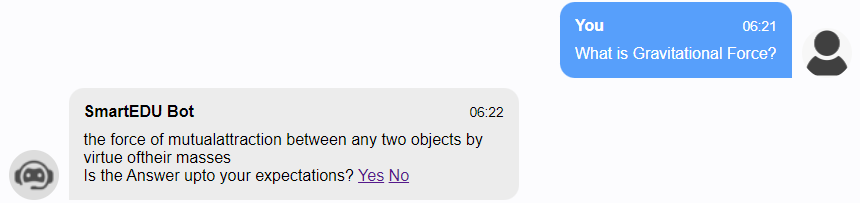 You 06:21
What is Gravitational Force?
SmartEDU Bot 06:22
the force of mutualattraction between any two objects by
virtue oftheir masses
Is the Answer upto your expectations? Yes No